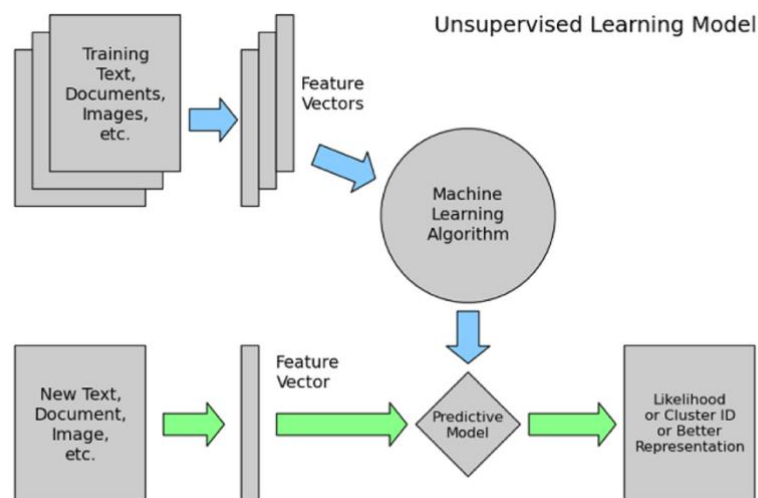 Unsupervised Learning Model
Training
Text,
Documents,
Images,
etc.
Feature
Vectors
Machine
Learning
Algorithm
New Text,
Document,
Image,
etc.
Feature
Vector
Predictive
Model
Likelihood
or Cluster ID
or Better
Representation